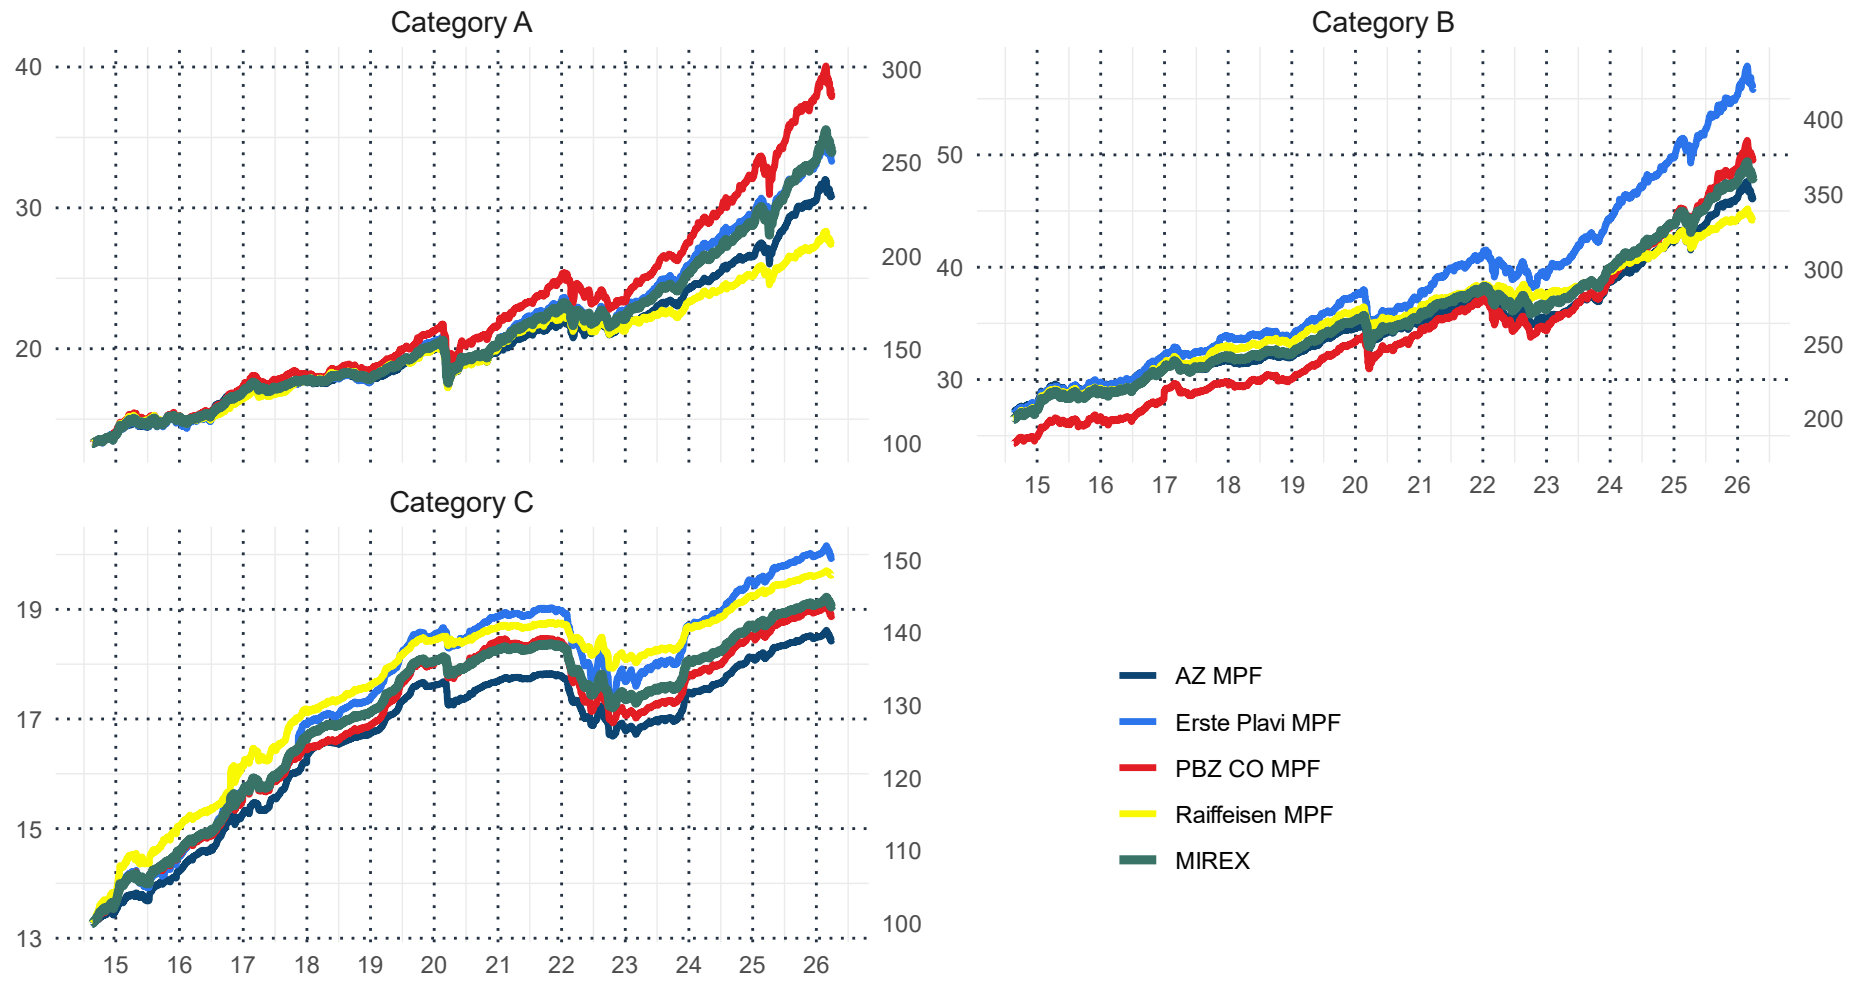 Category A
40
30
20
300
250
200
150
100
Category B
50
40
30
400
350
300
250
200
15 16 17 18 19 20 21 22 23 24 25 26
Category C
19
17
15
13
150
140
130
120
110
100
15 16 17 18 19 20 21 22 23 24 25 26
AZ MPF
Erste Plavi MPF
PBZ CO MPF
Raiffeisen MPF
MIREX